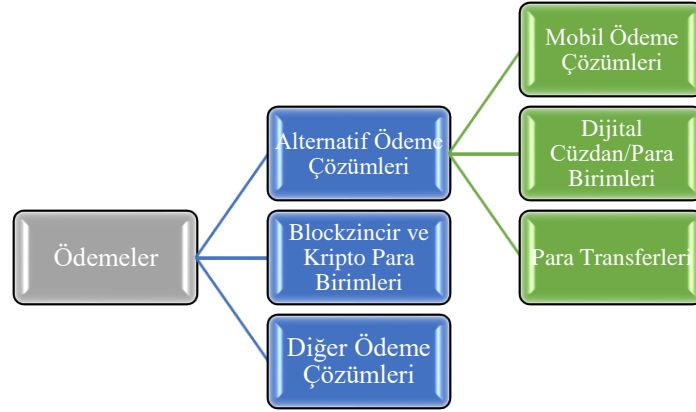 Ödemeler
Alternatif Ödeme
Çözümleri
Blockzincir ve
Kripto Para
Birimleri
Diğer Ödeme
Çözümleri
Mobil Ödeme
Çözümleri
Dijital
Cüzdan/Para
Birimleri
Para Transferleri